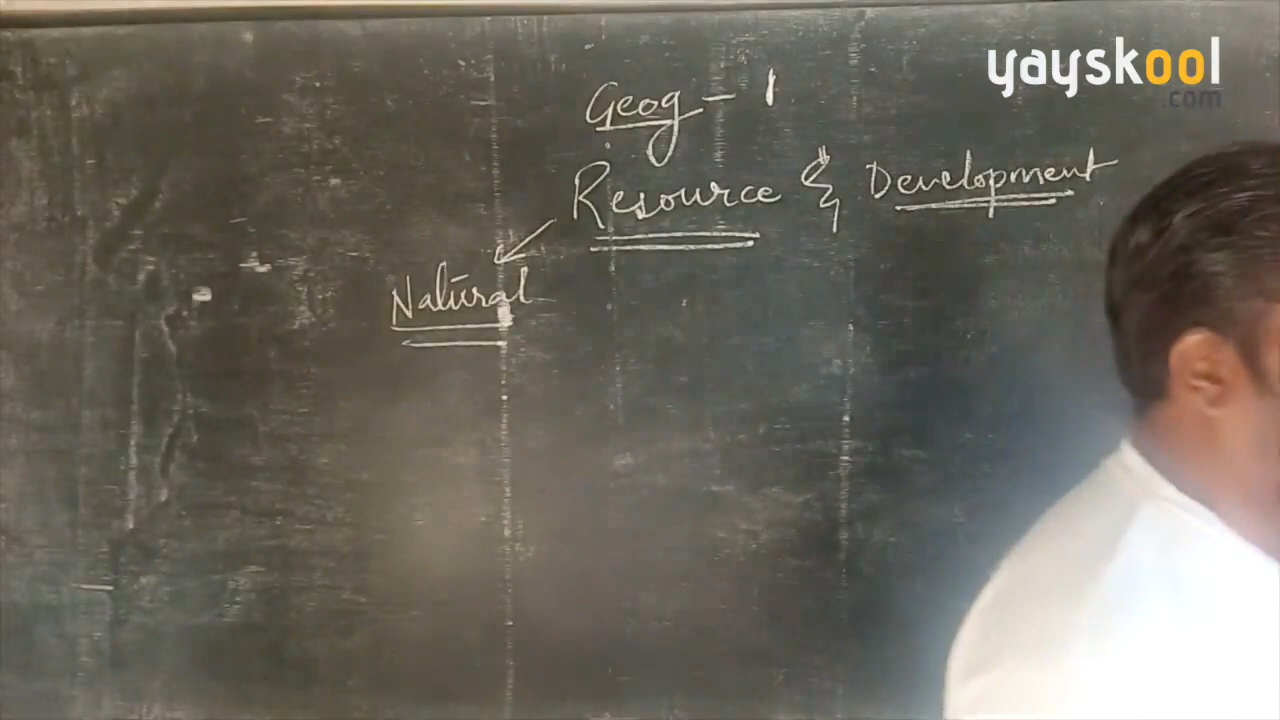 yayskool
.com
Geog - 1
Resource & Development
Natural